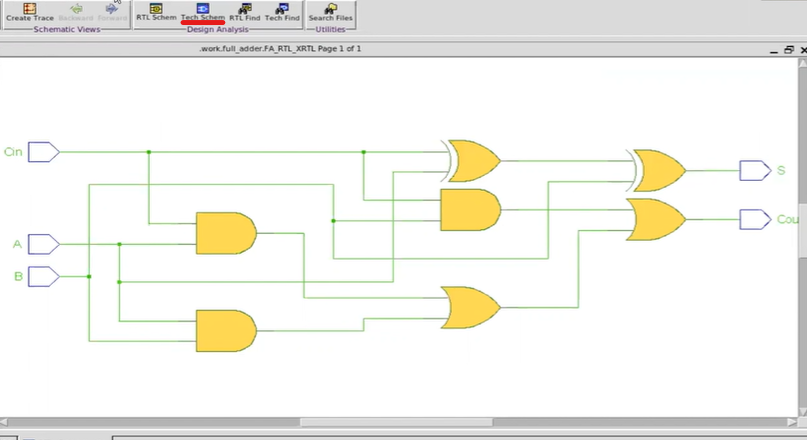 Create Trace Backward Forward RTL Schem Tech Schem RTL Find Tech Find Search Files
Schematic Views Design Analysis Utilities
.work.full_adder.FA_RTL_XRTL Page 1 of 1
Cin
S
Cou
A
B